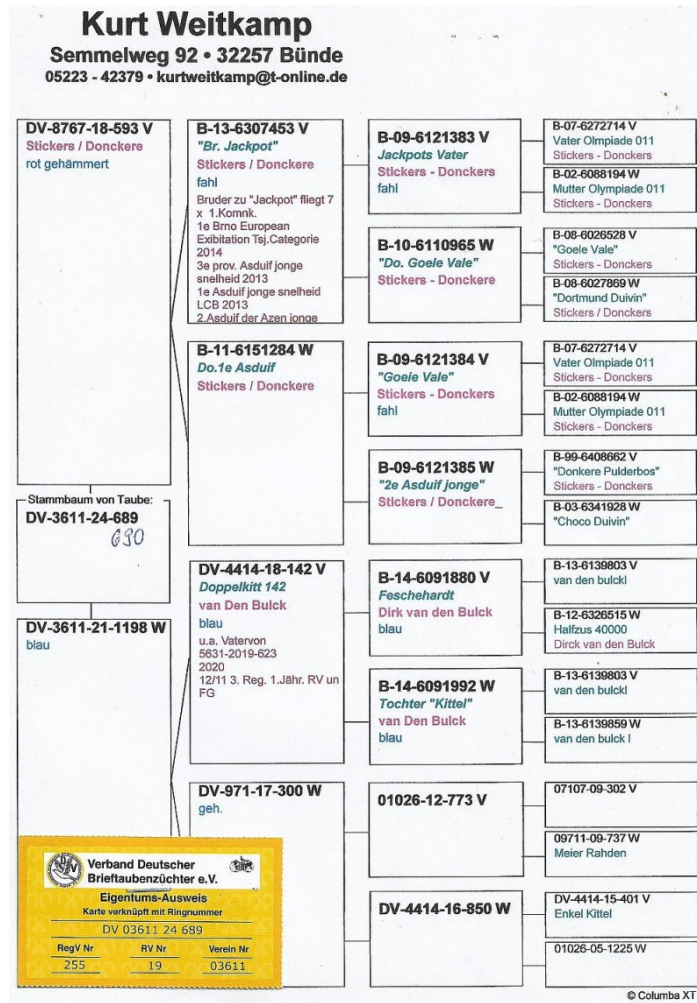 Kurt Weitkamp
Semmelweg 92 • 32257 Bünde
05223 - 42379 • kurtweitkamp@t-online.de
DV-8767-18-593 V
Stickers / Donckere
rot gehämmert
B-13-6307453 V
"Br. Jackpot"
Stickers / Donckere
fahl
Bruder zu "Jackpot" fliegt 7
x 1.Komnk.
1e Brno European
Exibitation Tsj.Categorie
2014
3e prov. Asduif jonge
snelheid 2013
1e Asduif jonge snelheid
LCB 2013
2.Asduif der Azen jonge
B-11-6151284 W
Do.1e Asduif
Stickers / Donckere
B-09-6121383 V
Jackpots Vater
Stickers - Donckers
fahl
B-10-6110965 W
"Do. Goele Vale"
Stickers - Donckere
B-09-6121384 V
"Goeie Vale"
Stickers - Donckers
fahl
B-09-6121385 W
"2e Asduif jonge"
Stickers / Donckere_
B-07-6272714 V
Vater Olmpiade 011
Stickers - Donckers
B-02-6088194 W
Mutter Olympiade 011
Stickers - Donckers
B-08-6026528 V
"Goele Vale"
Stickers - Donckers
B-08-6027869 W
"Dortmund Duivin"
Stickers / Donckers
B-07-6272714 V
Vater Olmpiade 011
Stickers - Donckers
B-02-6088194 W
Mutter Olympiade 011
Stickers - Donckers
B-99-6408662 V
"Donkere Pulderbos"
Stickers - Donckers
B-03-6341928 W
"Choco Duivin"
Stammbaum von Taube:
DV-3611-24-689
690
DV-3611-21-1198 W
blau
DV-4414-18-142 V
Doppelkitt 142
van Den Bulck
blau
u.a. Vatervon
5631-2019-623
2020
12/11 3. Reg. 1.Jähr. RV un
FG
DV-971-17-300 W
geh.
B-14-6091880 V
Feschehardt
Dirk van den Bulck
blau
B-14-6091992 W
Tochter "Kittel"
van Den Bulck
blau
01026-12-773 V
DV-4414-16-850 W
B-13-6139803 V
van den bulckl
B-12-6326515 W
Halfzus 40000
Dirck van den Bulck
B-13-6139803 V
van den bulckl
B-13-6139859 W
van den bulck l
07107-09-302 V
09711-09-737 W
Meier Rahden
DV-4414-15-401 V
Enkel Kittel
01026-05-1225 W
Verband Deutscher
Brieftaubenzüchter e.V.
Eigentums-Ausweis
Karte verknüpft mit Ringnummer
DV 03611 24 689
RegV Nr RV Nr Verein Nr
255 19 03611
© Columba XT